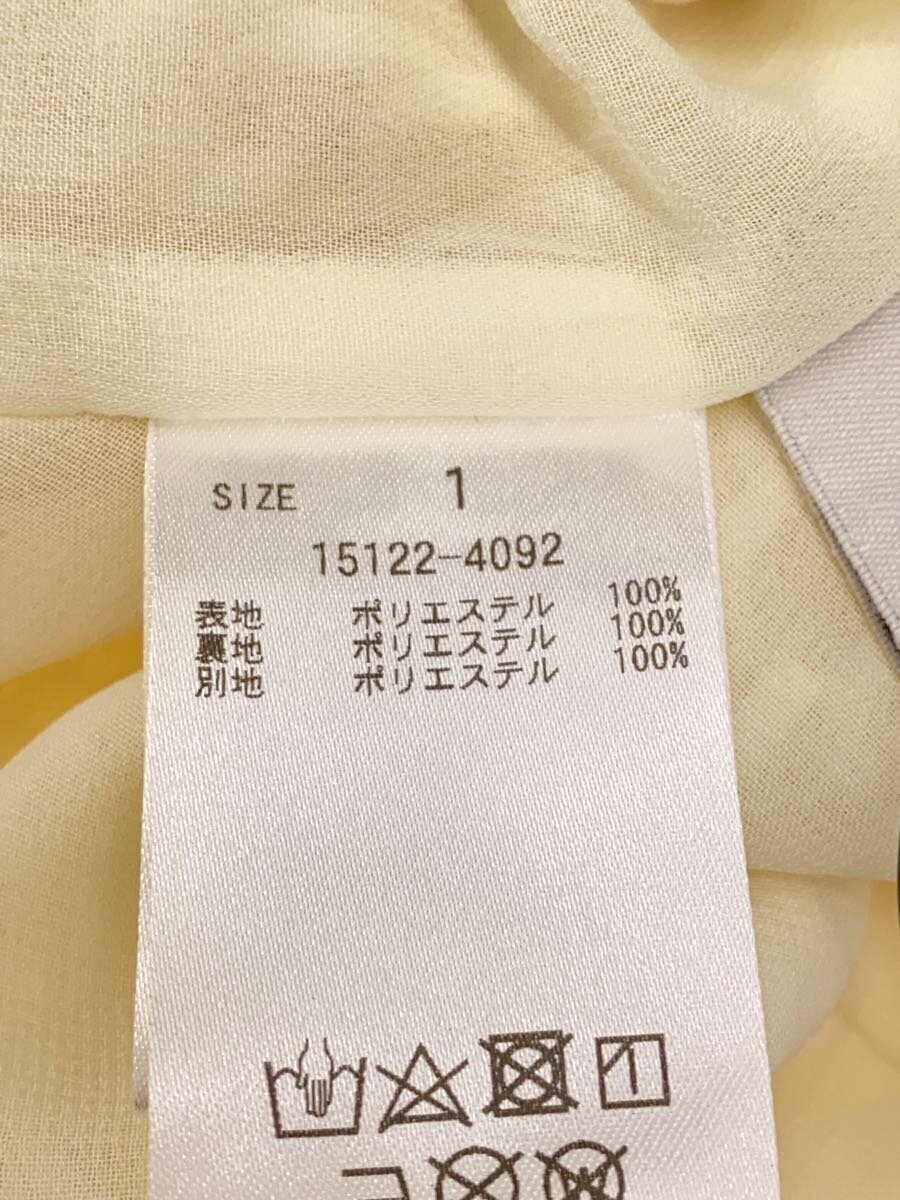 SIZE 1
15122-4092
表地 ポリエステル 100%
裏地 ポリエステル 100%
別地 ポリエステル 100%